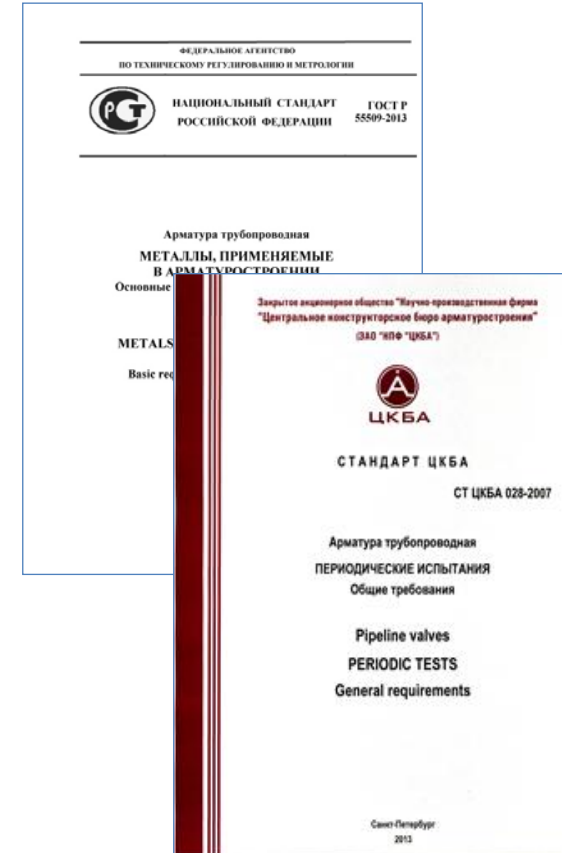 ФЕДЕРАЛЬНОЕ АГЕНТСТВО
ПО ТЕХНИЧЕСКОМУ РЕГУЛИРОВАНИЮ И МЕТРОЛОГИИ
НАЦИОНАЛЬНЫЙ СТАНДАРТ
РОССИЙСКОЙ ФЕДЕРАЦИИ
ГОСТ Р
55509-2013
Арматура трубопроводная
МЕТАЛЛЫ, ПРИМЕНЯЕМЫЕ
В АРМАТУРОСТРОЕНИИ
Основные
METALS
Basic
Закрытое акционерное общество "Научно-производственная фирма
"Центральное конструкторское бюро арматуростроения"
(ЗАО "НПФ "ЦКБА")
ЦКБА
СТАНДАРТ ЦКБА
СТ ЦКБА 028-2007
Арматура трубопроводная
ПЕРИОДИЧЕСКИЕ ИСПЫТАНИЯ
Общие требования
Pipeline valves
PERIODIC TESTS
General requirements
Санкт-Петербург
2013